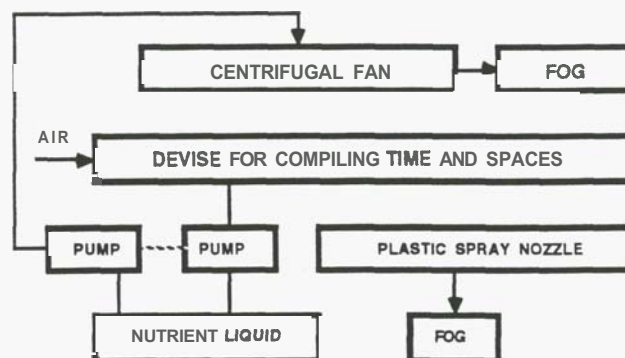 CENTRIFUGAL FAN
FOG
AIR
DEVISE FOR COMPILING TIME AND SPACES
PUMP
PUMP
PLASTIC SPRAY NOZZLE
NUTRIENT LIQUID
FOG